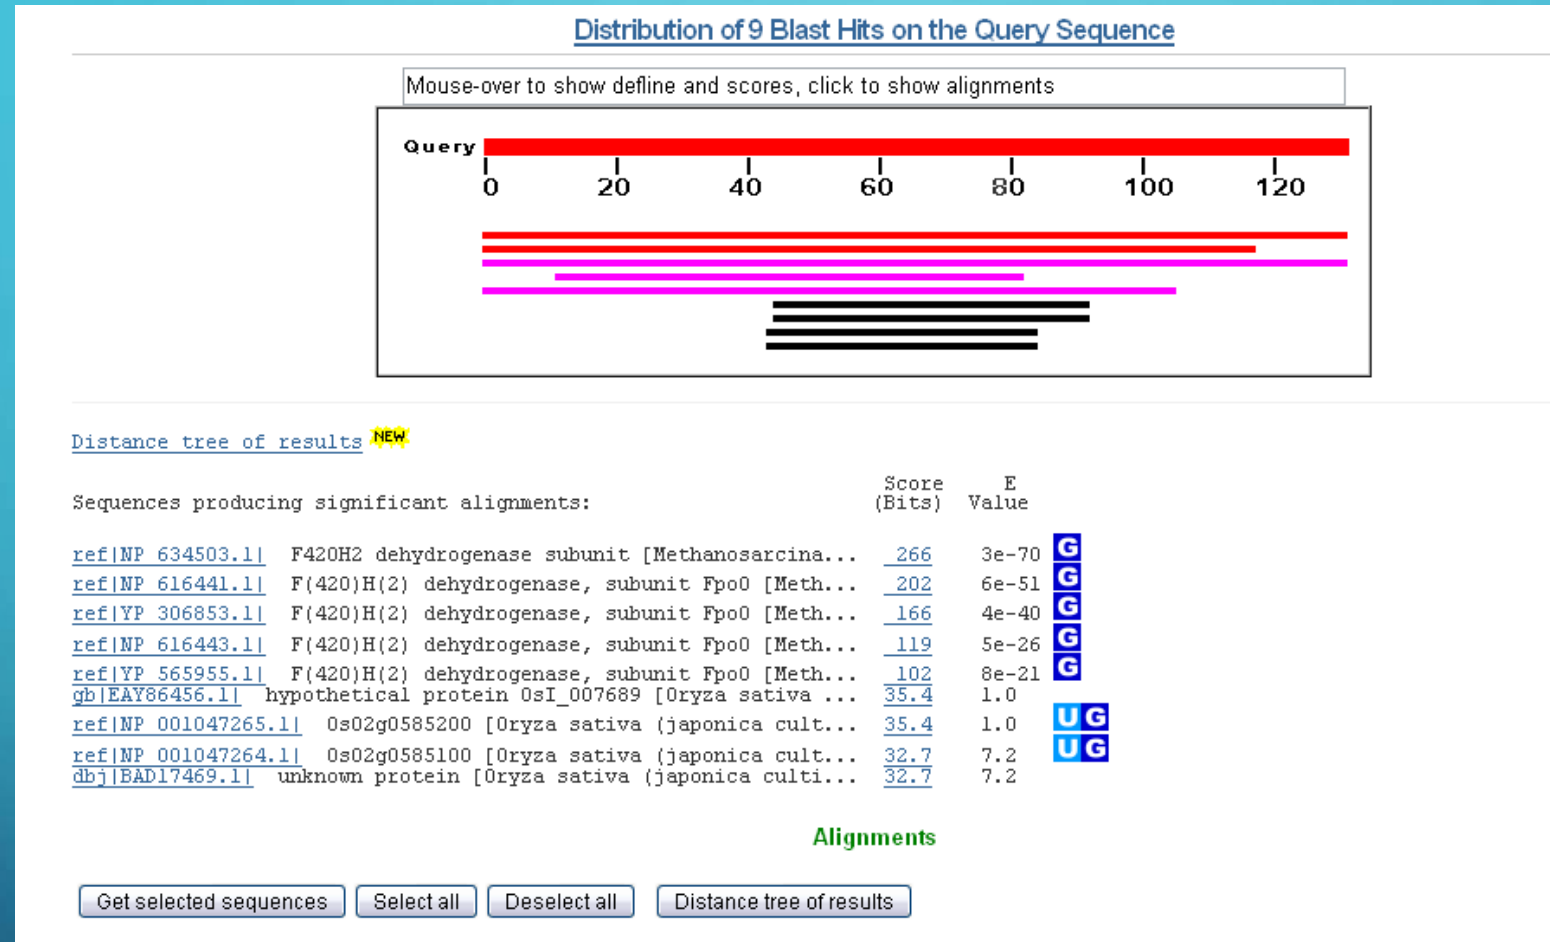 Distribution of 9 Blast Hits on the Query Sequence
Mouse-over to show defline and scores, click to show alignments
Query
0 20 40 60 80 100 120
Distance tree of results NEW
Score E
Sequences producing significant alignments: (Bits) Value
ref|NP_634503.1| F420H2 dehydrogenase subunit [Methanosarcina... 266 3e-70 G
ref|NP_616441.1| F(420)H(2) dehydrogenase, subunit FpoO [Meth... 202 6e-51 G
ref|YP_306853.1| F(420)H(2) dehydrogenase, subunit FpoO [Meth... 166 4e-40 G
ref|NP_616443.1| F(420)H(2) dehydrogenase, subunit FpoO [Meth... 119 5e-26 G
ref|YP_565955.1| F(420)H(2) dehydrogenase, subunit FpoO [Meth... 102 8e-21 G
gb|EAY86456.1| hypothetical protein OsI_007689 [Oryza sativa ... 35.4 1.0
ref|NP_001047265.1| Os02g0585200 [Oryza sativa (japonica cult... 35.4 1.0 U G
ref|NP_001047264.1| Os02g0585100 [Oryza sativa (japonica cult... 32.7 7.2 U G
dbj|BAD17469.1| unknown protein [Oryza sativa (japonica culti... 32.7 7.2
Alignments
Get selected sequences Select all Deselect all Distance tree of results